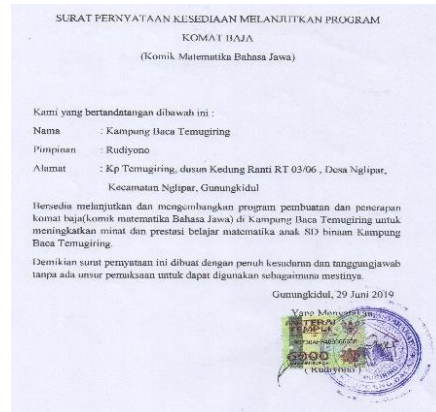 SURAT PERNYATAAN KESEDIAAN MELANJUTKAN PROGRAM
KOMAT BAJA
(Komik Matematika Bahasa Jawa)
Kami yang bertandatangan dibawah ini :
Nama : Kampung Baca Temugiring
Pimpinan : Rudiyono
Alamat : Kp Temugiring, dusun Kedung Ranti RT 03/06 , Desa Nglipar,
Kecamatan Nglipar, Gunungkidul
Bersedia melanjutkan dan mengembangkan program pembuatan dan penerapan
komat baja(komik matematika Bahasa Jawa) di Kampung Baca Temugiring untuk
meningkatkan minat dan prestasi belajar matematika anak SD binaan Kampung
Baca Temugiring.
Demikian surat pernyataan ini dibuat dengan penuh kesadaran dan tanggungjawab
tanpa ada unsur pemaksaan untuk dapat digunakan sebagaimana mestinya.
Gunungkidul, 29 Juni 2019
Yang Menyatakan
METERAI
TEMPEL
6000
( Rudiyono )